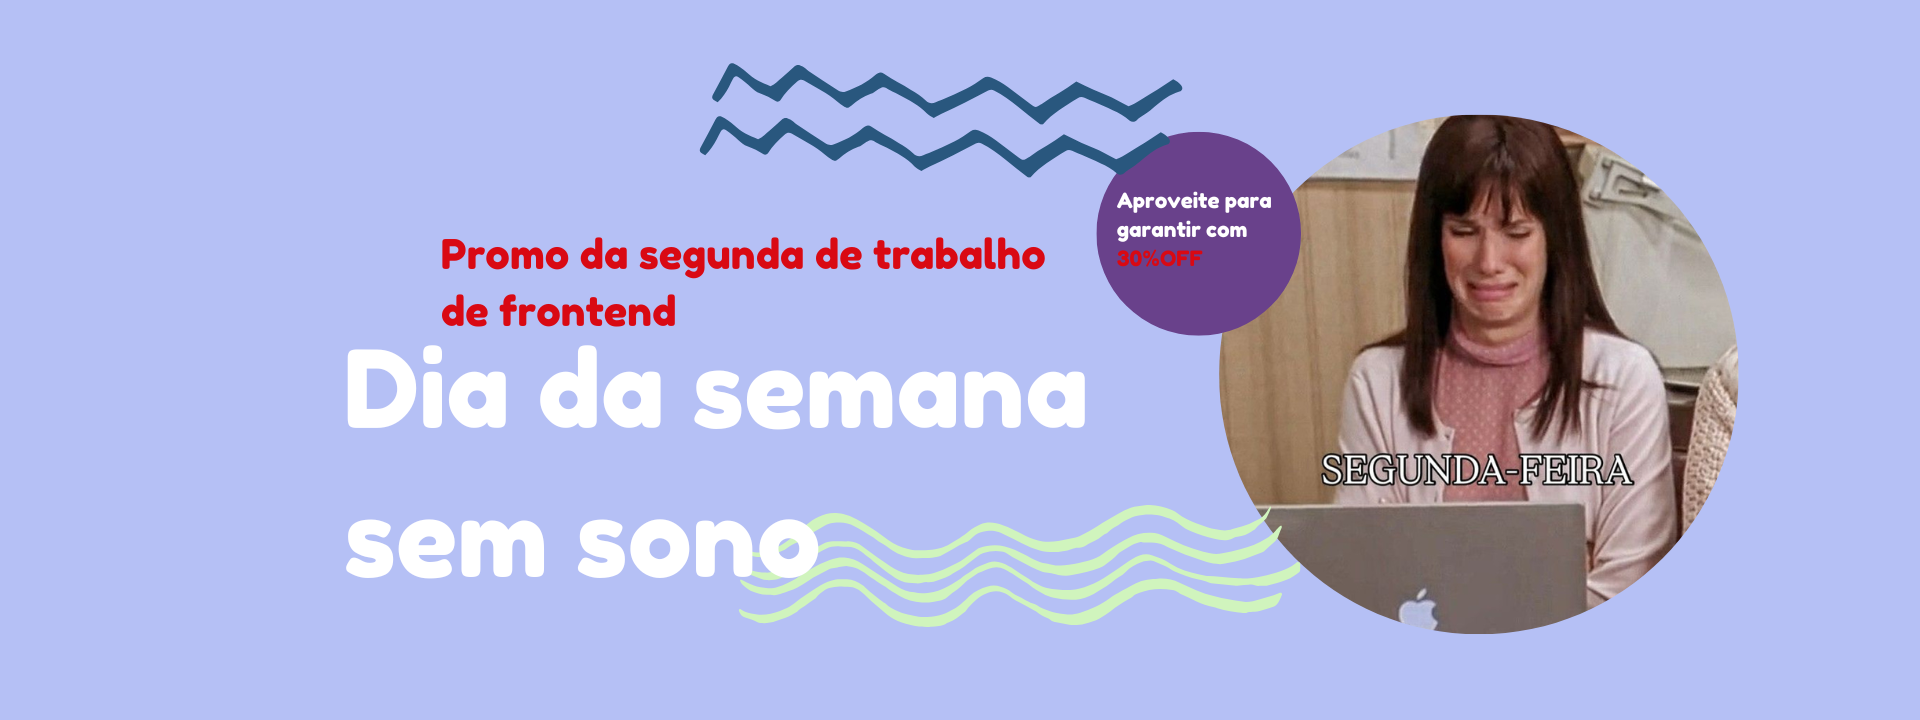 Promo da segunda de trabalho
de frontend
Dia da semana
sem sono
Aproveite para
garantir com
30%OFF
SEGUNDA-FEIRA